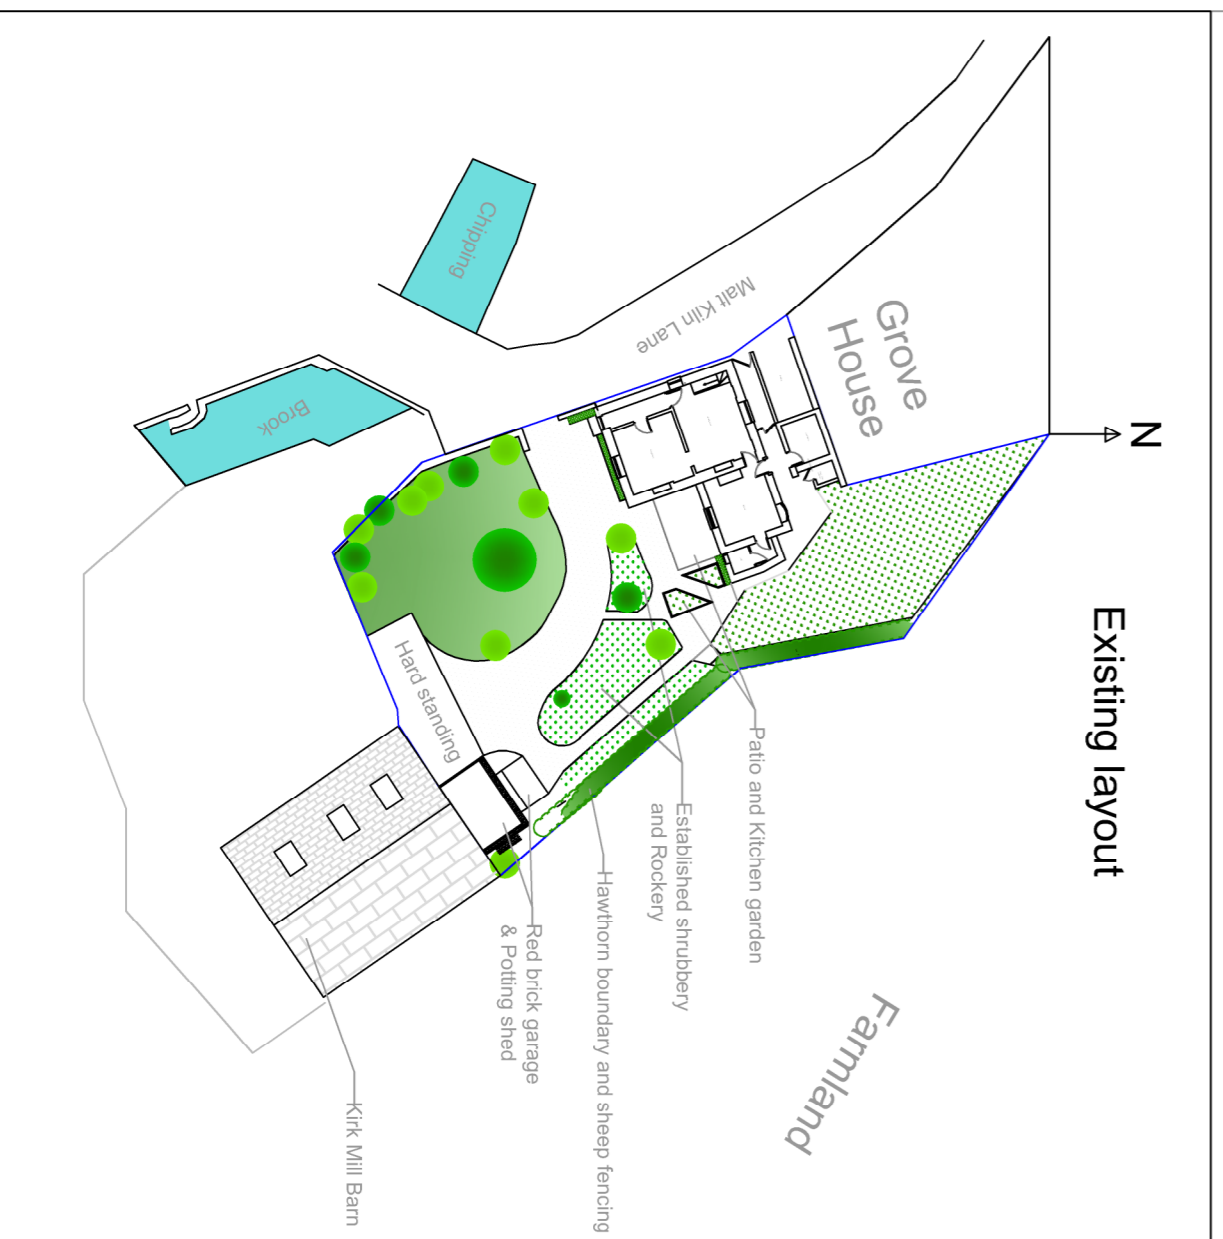 N
Existing layout
Grove
House
Malt Kiln Lane
Chipping
Brook
Hard standing
Patio and Kitchen garden
Established shrubbery
and Rockery
Hawthorn boundary and sheep fencing
Red brick garage
& Potting shed
Kirk Mill Barn
Farmland